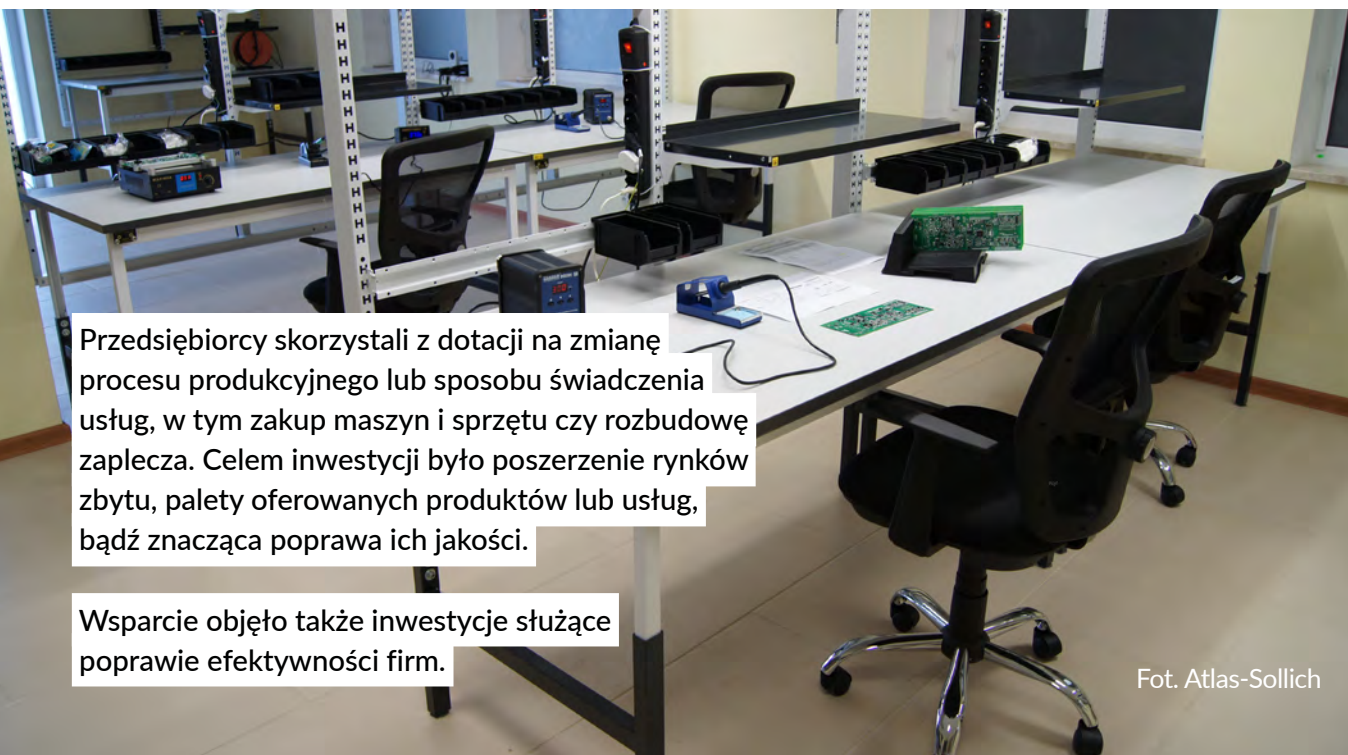 Przedsiębiorcy skorzystali z dotacji na zmianę
procesu produkcyjnego lub sposobu świadczenia
usług, w tym zakup maszyn i sprzętu czy rozbudowę
zaplecza. Celem inwestycji było poszerzenie rynków
zbytu, palety oferowanych produktów lub usług,
bądź znacząca poprawa ich jakości.
Wsparcie objęło także inwestycje służące
poprawie efektywności firm.
Fot. Atlas-Sollich